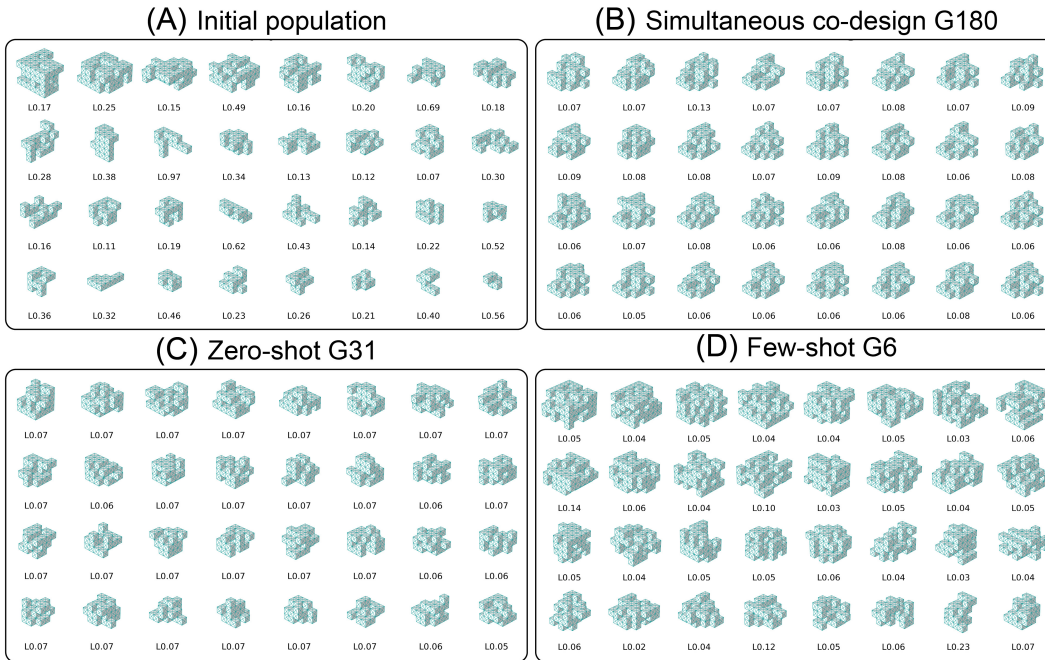 (A) Initial population
L0.17 L0.25 L0.15 L0.49 L0.16 L0.20 L0.69 L0.18
L0.28 L0.38 L0.97 L0.34 L0.13 L0.12 L0.07 L0.30
L0.16 L0.11 L0.19 L0.62 L0.43 L0.14 L0.22 L0.52
L0.36 L0.32 L0.46 L0.23 L0.26 L0.21 L0.40 L0.56
(B) Simultaneous co-design G180
L0.07 L0.07 L0.13 L0.07 L0.07 L0.08 L0.07 L0.09
L0.09 L0.08 L0.08 L0.07 L0.09 L0.08 L0.06 L0.08
L0.06 L0.07 L0.08 L0.06 L0.06 L0.08 L0.06 L0.06
L0.06 L0.05 L0.06 L0.06 L0.06 L0.06 L0.08 L0.06
(C) Zero-shot G31
L0.07 L0.07 L0.07 L0.07 L0.07 L0.07 L0.07 L0.07
L0.07 L0.06 L0.07 L0.07 L0.07 L0.07 L0.06 L0.07
L0.07 L0.07 L0.07 L0.07 L0.07 L0.07 L0.06 L0.06
L0.07 L0.07 L0.07 L0.07 L0.07 L0.07 L0.06 L0.05
(D) Few-shot G6
L0.05 L0.04 L0.05 L0.04 L0.04 L0.05 L0.03 L0.06
L0.14 L0.06 L0.04 L0.10 L0.03 L0.05 L0.04 L0.05
L0.05 L0.04 L0.05 L0.05 L0.06 L0.04 L0.03 L0.04
L0.06 L0.02 L0.04 L0.12 L0.05 L0.06 L0.23 L0.07